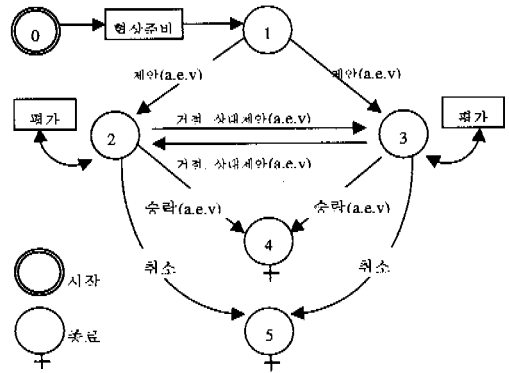 0
협상준비
1
제안(a.e.v)
제안(a.e.v)
평가
평가
2
거절, 상대제안(a.e.v)
3
거절, 상대제안(a.e.v)
승락(a.e.v)
승락(a.e.v)
4
취소
취소
시작
5
종료